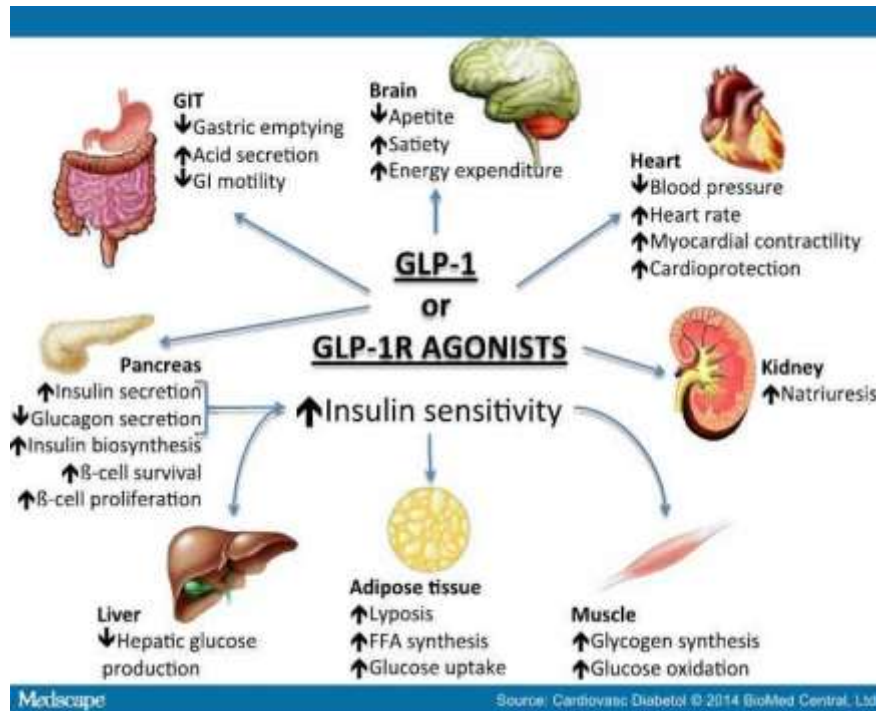 GIT
↓Gastric emptying
↑Acid secretion
↓GI motility
Brain
↓Apetite
↑Satiety
↑Energy expenditure
Heart
↓Blood pressure
↑Heart rate
↑Myocardial contractility
↑Cardioprotection
GLP-1
or
GLP-1R AGONISTS
↑Insulin sensitivity
Pancreas
↑Insulin secretion
↓Glucagon secretion
↑Insulin biosynthesis
↑ß-cell survival
↑ß-cell proliferation
Kidney
↑Natriuresis
Liver
↓Hepatic glucose
production
Adipose tissue
↑Lyposis
↑FFA synthesis
↑Glucose uptake
Muscle
↑Glycogen synthesis
↑Glucose oxidation
Medscape
Source: Cardiovasc Diabetol © 2014 BioMed Central, Ltd